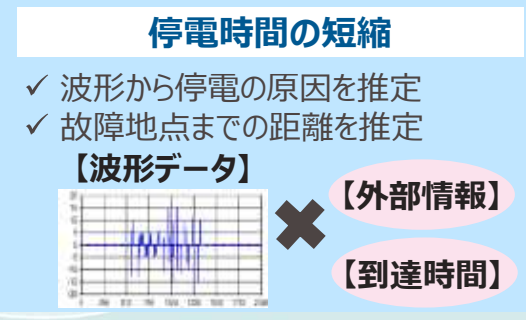 停電時間の短縮
✓ 波形から停電の原因を推定
✓ 故障地点までの距離を推定
【波形データ】
【外部情報】
【到達時間】